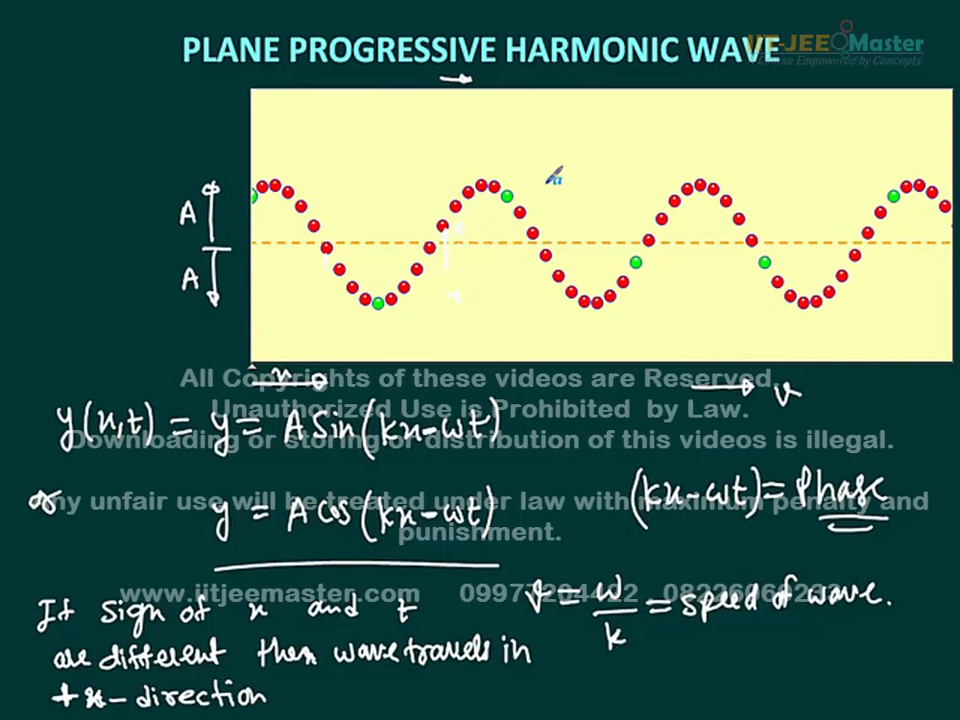 PLANE PROGRESSIVE HARMONIC WAVE
IIT-JEE Master
A Course Empowered by Concepts
A
A
a
x
v
All Copyrights of these videos are Reserved.
Unauthorized Use is Prohibited by Law.
Downloading or storing or distribution of this videos is illegal.
Any unfair use will be treated under law with maximum penalty and
punishment.
www.iitjeemaster.com
y(x,t) = y = A Sin(kx-ωt)
or
y = A cos(kx-ωt)
(kx-ωt) = Phase
v = ω/k = speed of wave.
If sign of x and t
are different then wave travels in
+x- direction